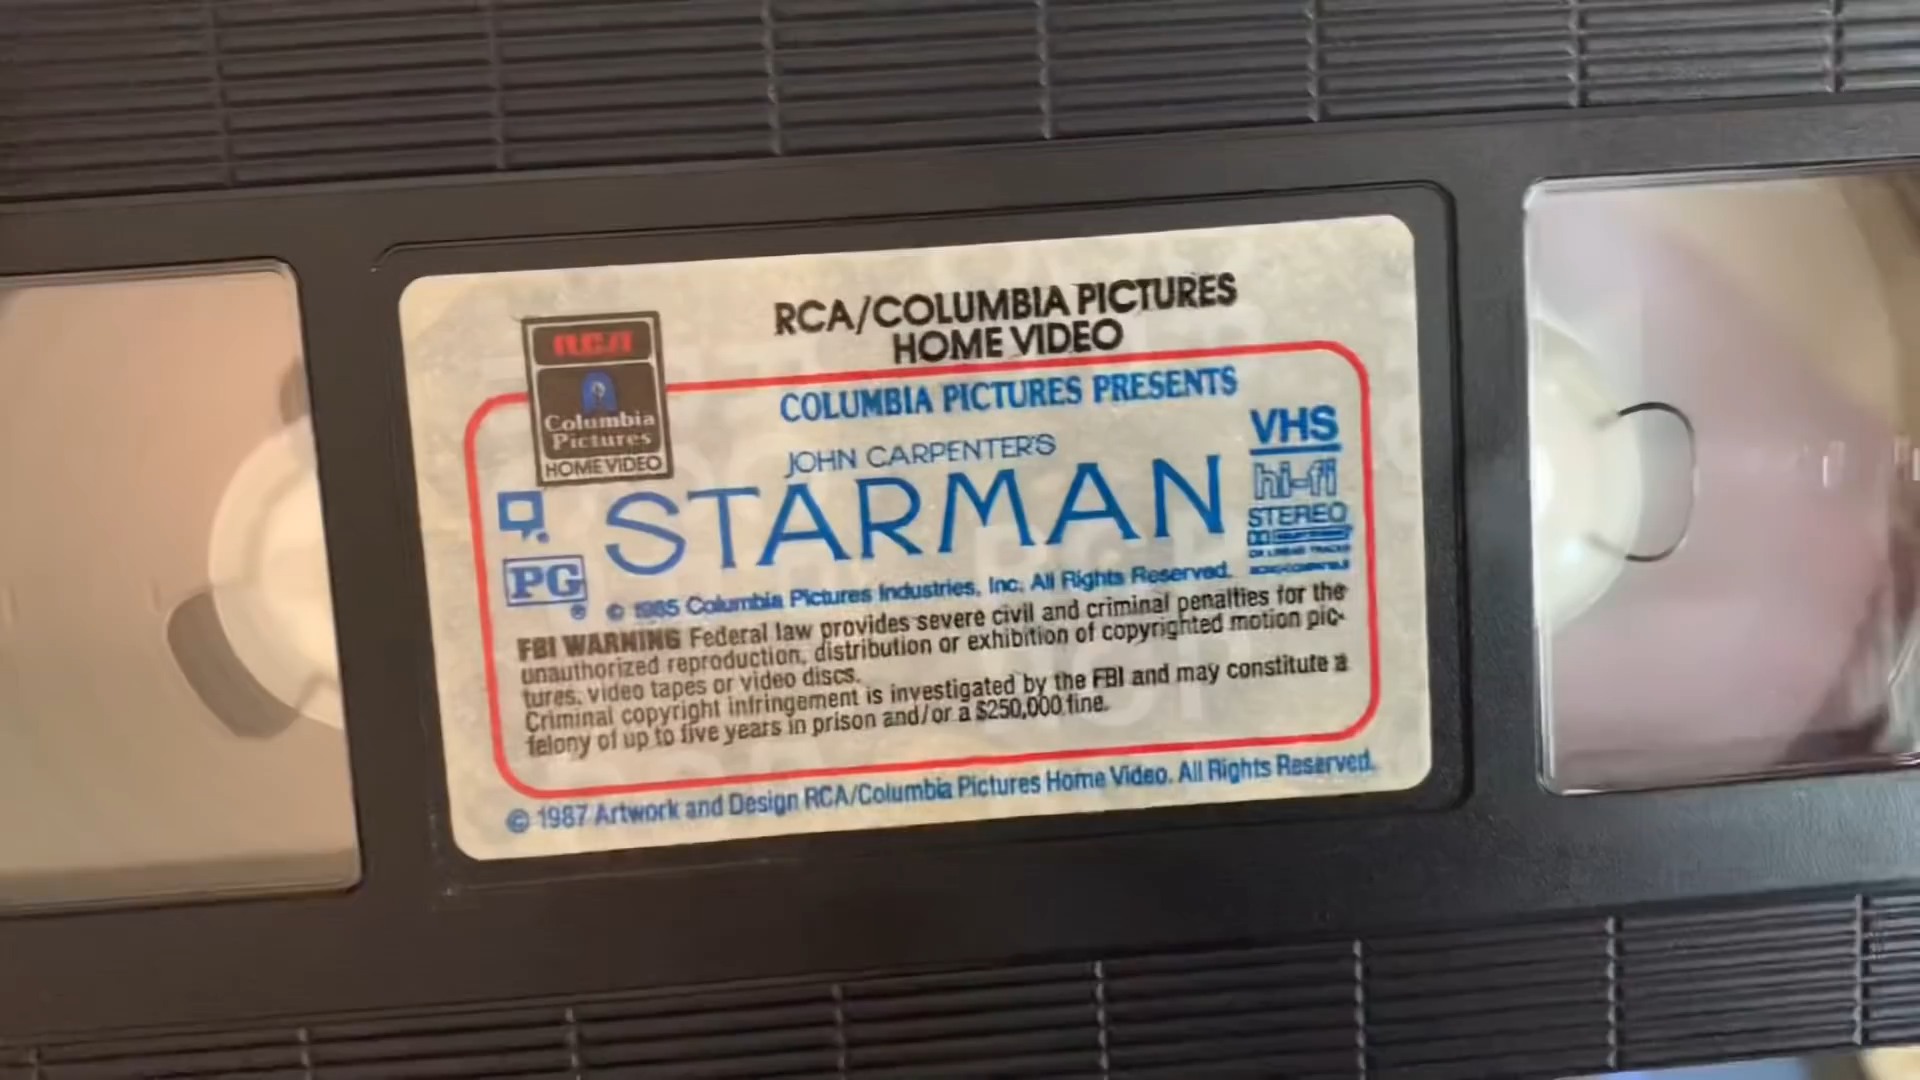 RCA/COLUMBIA PICTURES
HOME VIDEO
RCA
Columbia
Pictures
HOME VIDEO
COLUMBIA PICTURES PRESENTS
JOHN CARPENTER'S
STARMAN
VHS
hi-fi
STEREO
PG
®
© 1985 Columbia Pictures Industries, Inc. All Rights Reserved.
FBI WARNING Federal law provides severe civil and criminal penalties for the
unauthorized reproduction, distribution or exhibition of copyrighted motion pic-
tures, video tapes or video discs.
Criminal copyright infringement is investigated by the FBI and may constitute a
felony of up to five years in prison and/or a $250,000 fine.
© 1987 Artwork and Design RCA/Columbia Pictures Home Video. All Rights Reserved.